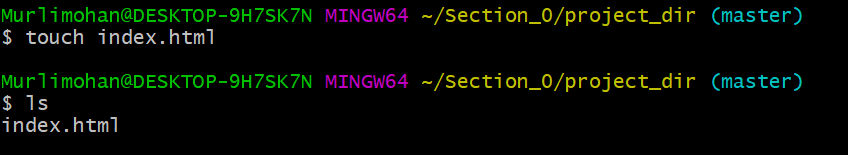 Murlimohan@DESKTOP-9H7SK7N MINGW64 ~/Section_0/project_dir (master)
$ touch index.html
Murlimohan@DESKTOP-9H7SK7N MINGW64 ~/Section_0/project_dir (master)
$ ls
index.html